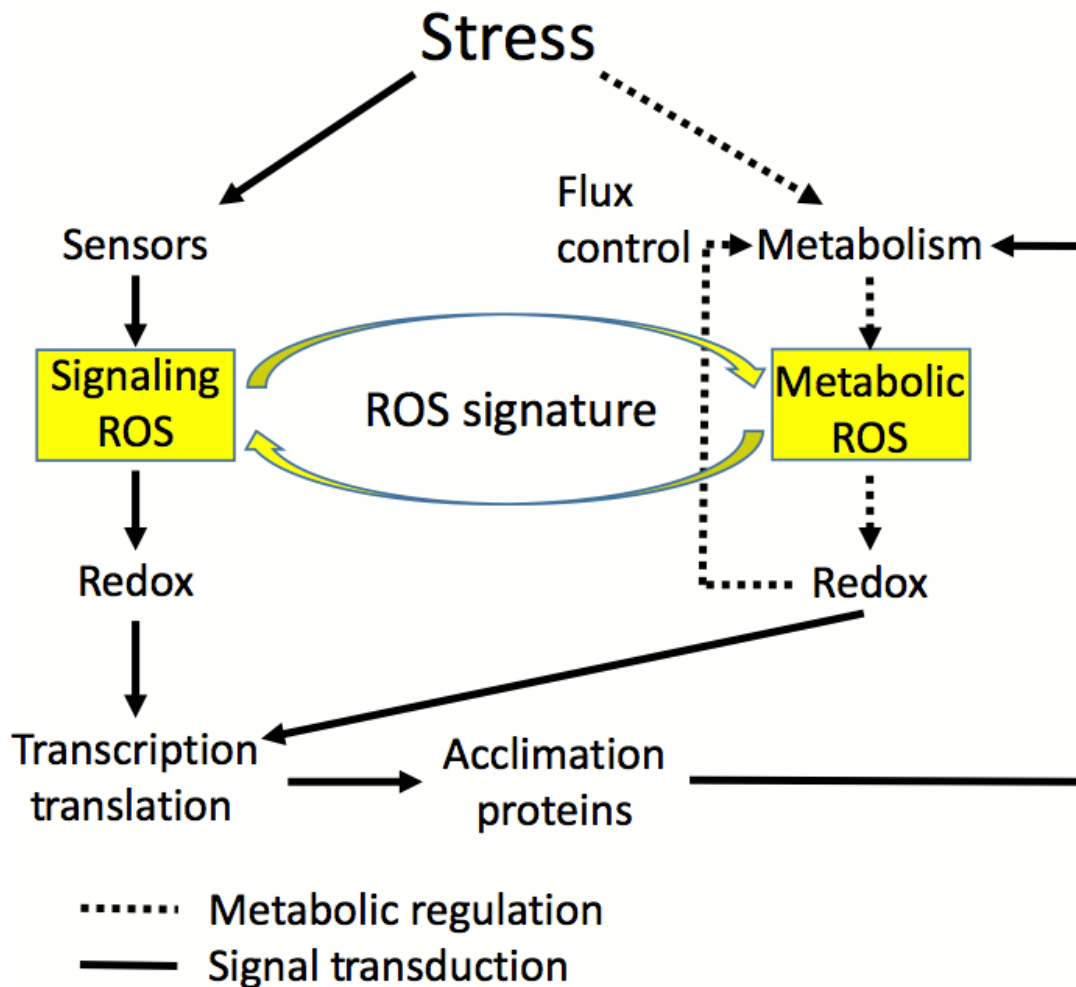 Stress
Flux
control
Sensors
Metabolism
Signaling
ROS
ROS signature
Metabolic
ROS
Redox
Redox
Transcription
translation
Acclimation
proteins
Metabolic regulation
Signal transduction